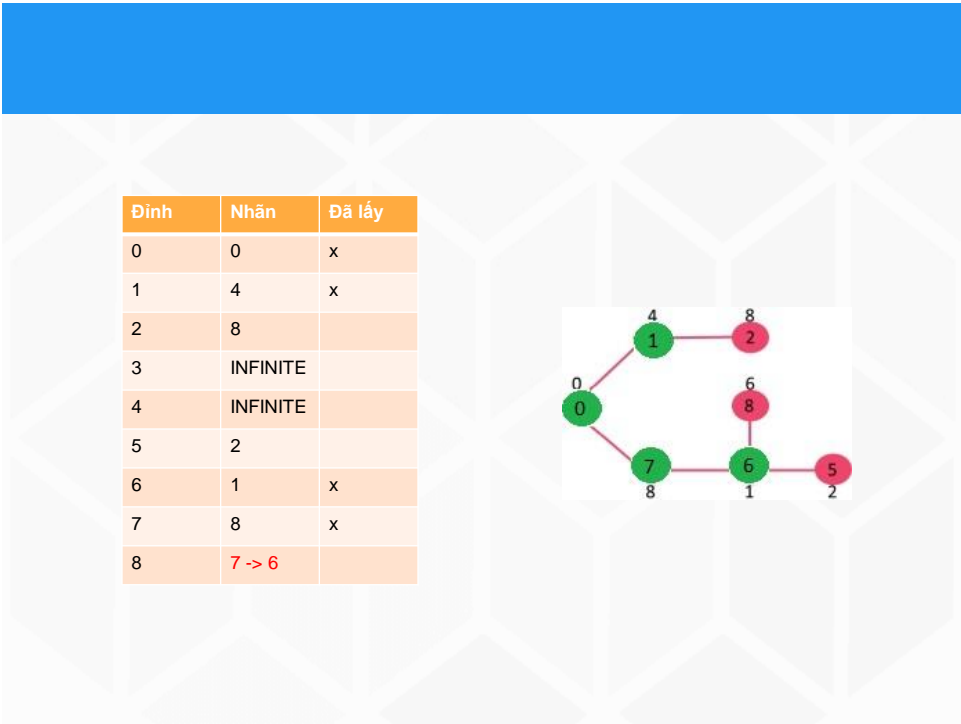 Đỉnh Nhãn Đã lấy
0 0 x
1 4 x
2 8
3 INFINITE
4 INFINITE
5 2
6 1 x
7 8 x
8 7 -> 6
4 8
1 2
0 6
0 8
7 6 5
8 1 2